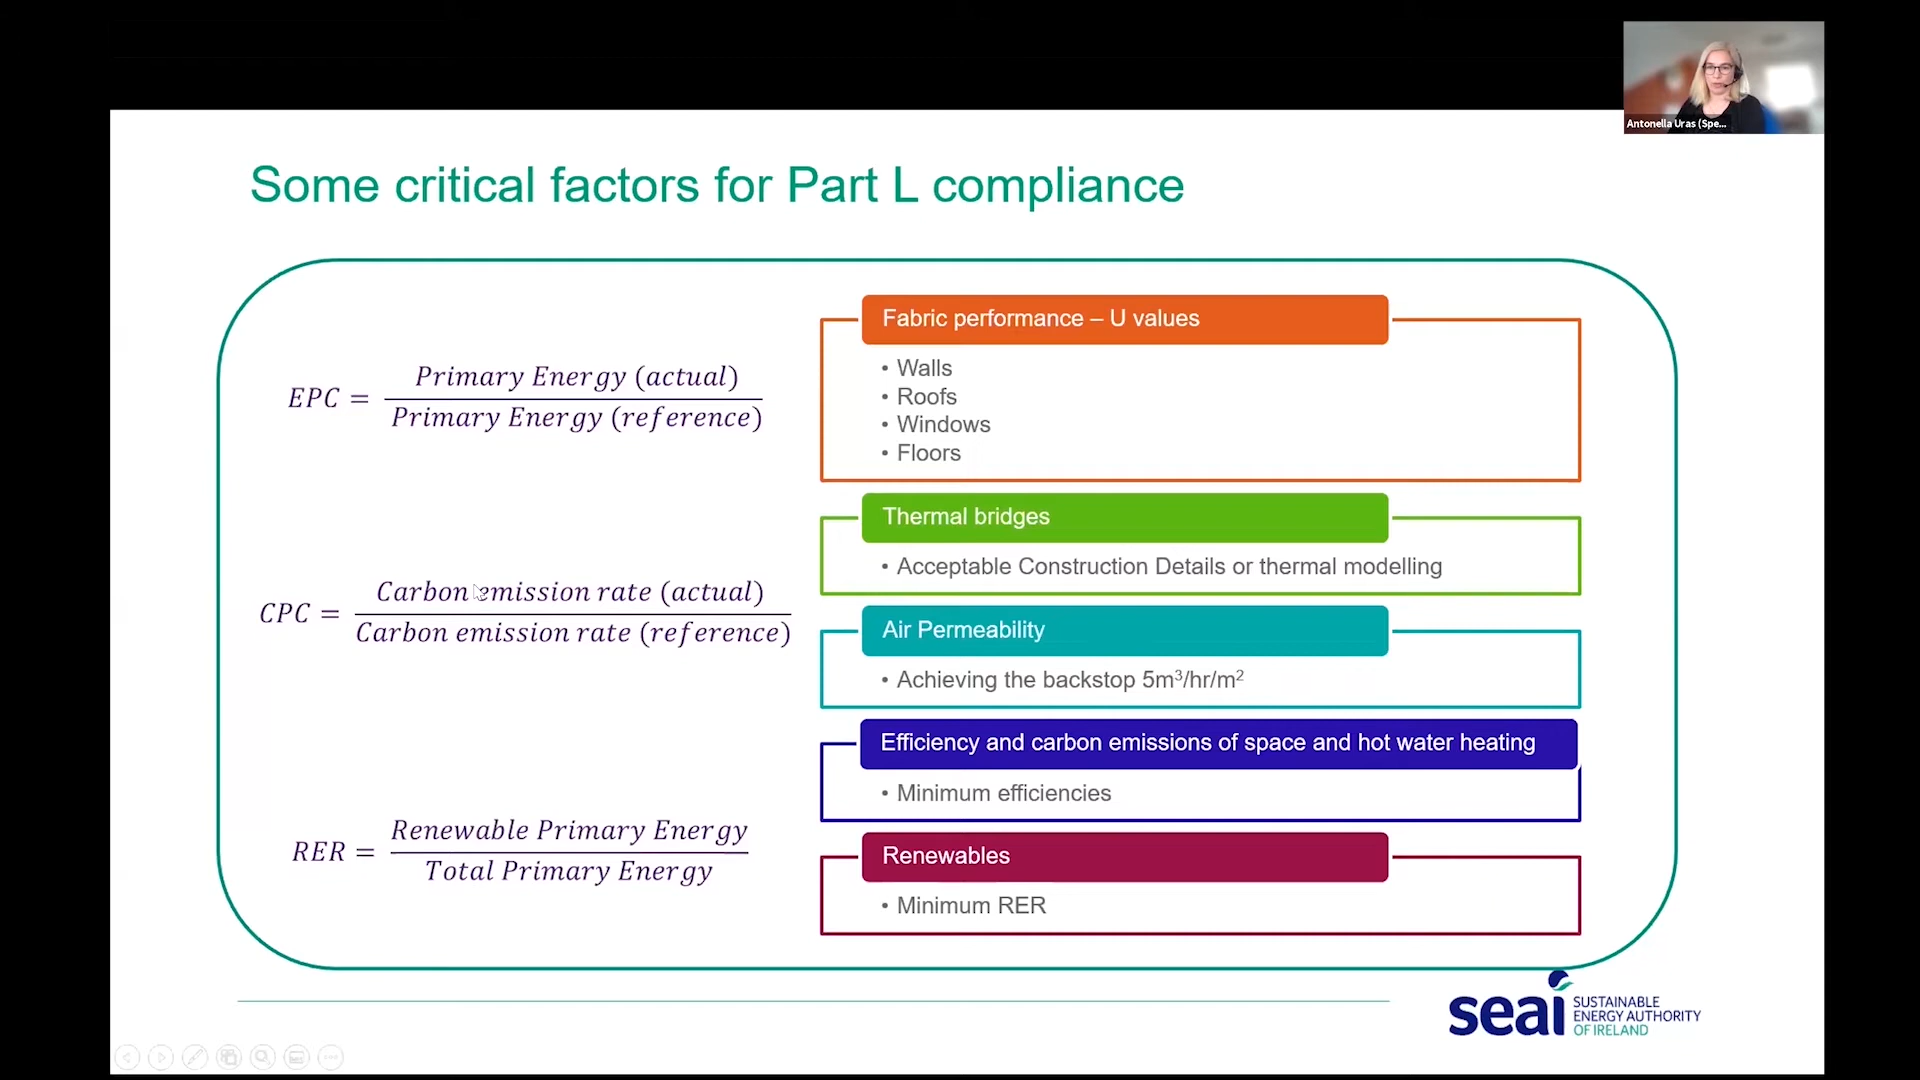 Antonella Uras (Spe...
Some critical factors for Part L compliance
EPC = Primary Energy (actual)
Primary Energy (reference)
CPC = Carbon emission rate (actual)
Carbon emission rate (reference)
RER = Renewable Primary Energy
Total Primary Energy
Fabric performance – U values
• Walls
• Roofs
• Windows
• Floors
Thermal bridges
• Acceptable Construction Details or thermal modelling
Air Permeability
• Achieving the backstop 5m³/hr/m²
Efficiency and carbon emissions of space and hot water heating
• Minimum efficiencies
Renewables
• Minimum RER
seai
SUSTAINABLE
ENERGY AUTHORITY
OF IRELAND